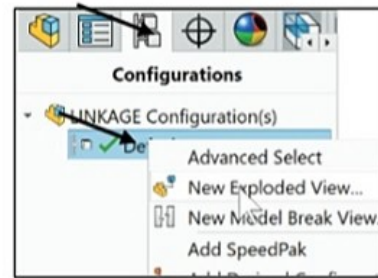 Configurations
LINKAGE Configuration(s)
Advanced Select
New Exploded View...
New Model Break View
Add SpeedPak